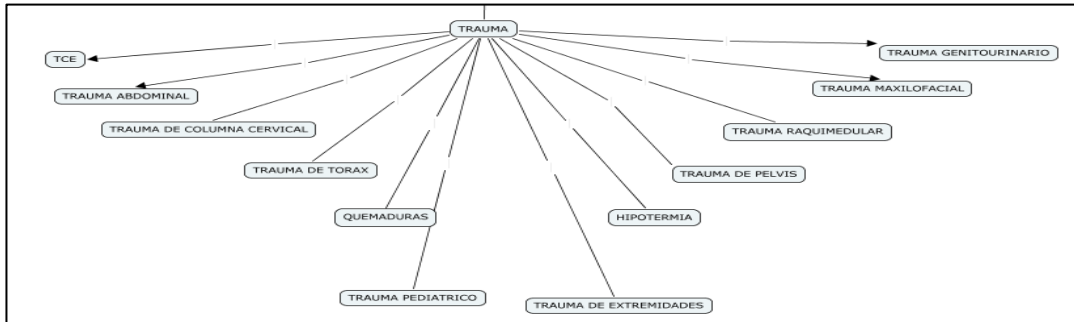 TRAUMA
TCE
TRAUMA GENITOURINARIO
TRAUMA ABDOMINAL
TRAUMA MAXILOFACIAL
TRAUMA DE COLUMNA CERVICAL
TRAUMA RAQUIMEDULAR
TRAUMA DE TORAX
TRAUMA DE PELVIS
QUEMADURAS
HIPOTERMIA
TRAUMA PEDIATRICO
TRAUMA DE EXTREMIDADES